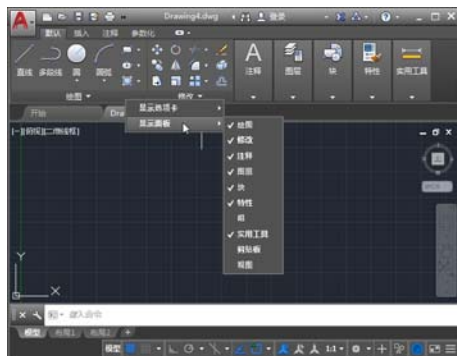 Drawing4.dwg 登录
默认 插入 注释 参数化
直线 多段线 圆 圆弧 注释 图层 块 特性 实用工具
绘图 修改
开始 Dra
显示选项卡
显示面板
绘图
修改
注释
图层
块
特性
组
实用工具
剪贴板
视图
[-][俯视][二维线框]
Y
X
键入命令
模型 布局1 布局2 +
模型 1:1